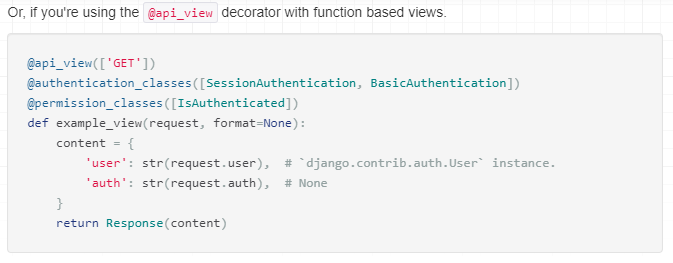 Or, if you're using the @api_view decorator with function based views.
@api_view(['GET'])
@authentication_classes([SessionAuthentication, BasicAuthentication])
@permission_classes([IsAuthenticated])
def example_view(request, format=None):
    content = {
        'user': str(request.user),  # `django.contrib.auth.User` instance.
        'auth': str(request.auth),  # None
    }
    return Response(content)